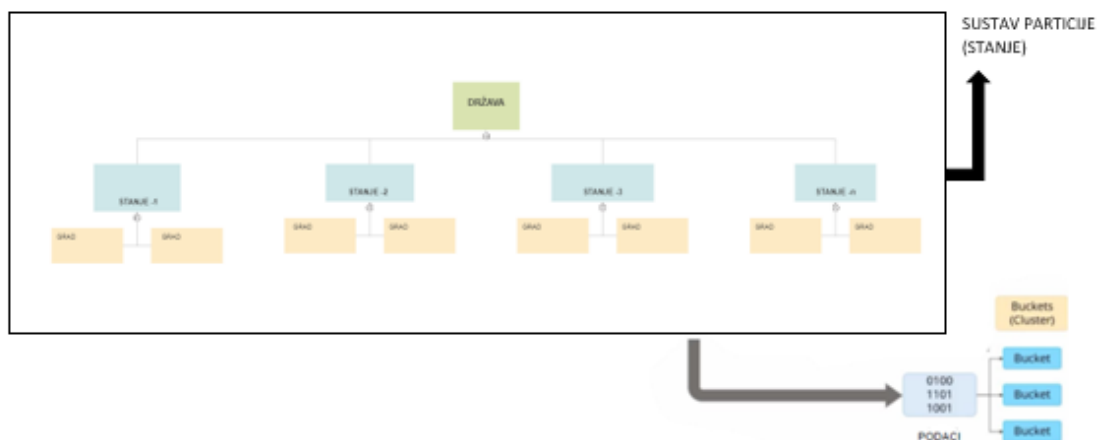 SUSTAV PARTICIJE
(STANJE)
DRŽAVA
STANJE -1
STANJE -2
STANJE -3
STANJE -n
GRAD
GRAD
GRAD
GRAD
GRAD
GRAD
GRAD
GRAD
Buckets
(Cluster)
Bucket
0100
1101
1001
Bucket
Bucket
PODACI